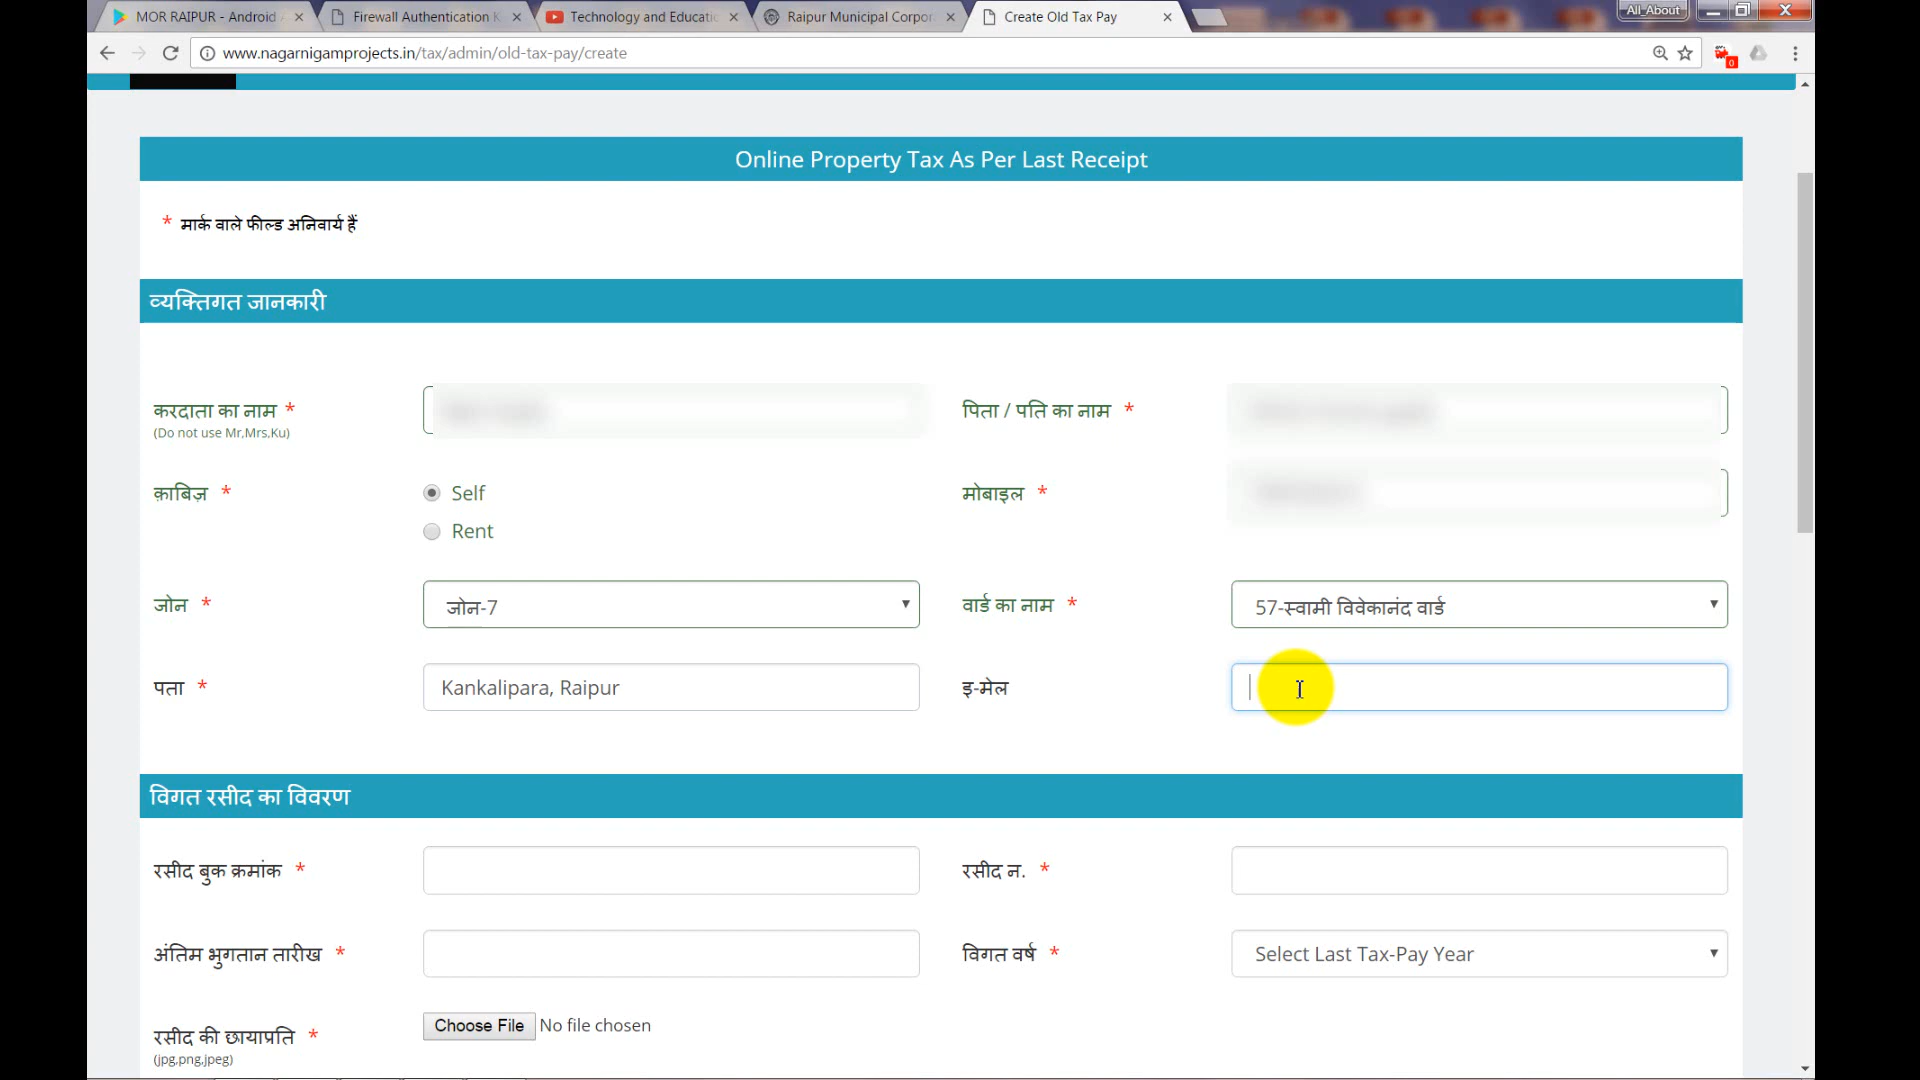 MOR RAIPUR - Android
Firewall Authentication K
Technology and Educatio
Raipur Municipal Corpor
Create Old Tax Pay
All_About
www.nagarnigamprojects.in/tax/admin/old-tax-pay/create
0
Online Property Tax As Per Last Receipt
* मार्क वाले फील्ड अनिवार्य हैं
व्यक्तिगत जानकारी
करदाता का नाम *
(Do not use Mr,Mrs,Ku)
पिता / पति का नाम *
क़ाबिज़ *
Self
Rent
मोबाइल *
जोन *
जोन-7
वार्ड का नाम *
57-स्वामी विवेकानंद वार्ड
पता *
Kankalipara, Raipur
इ-मेल
विगत रसीद का विवरण
रसीद बुक क्रमांक *
रसीद न. *
अंतिम भुगतान तारीख *
विगत वर्ष *
Select Last Tax-Pay Year
रसीद की छायाप्रति *
(jpg,png,jpeg)
Choose File No file chosen